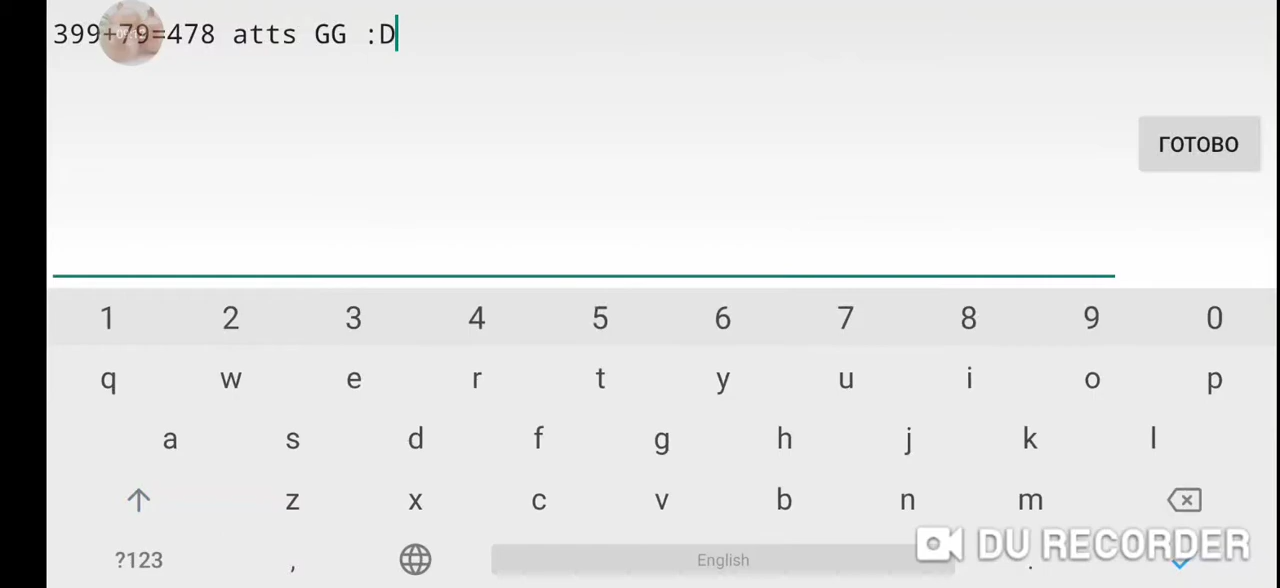 399+79=478 atts GG :D
ГОТОВО
1 2 3 4 5 6 7 8 9 0
q w e r t y u i o p
a s d f g h j k l
z x c v b n m
?123 , English .
DU RECORDER